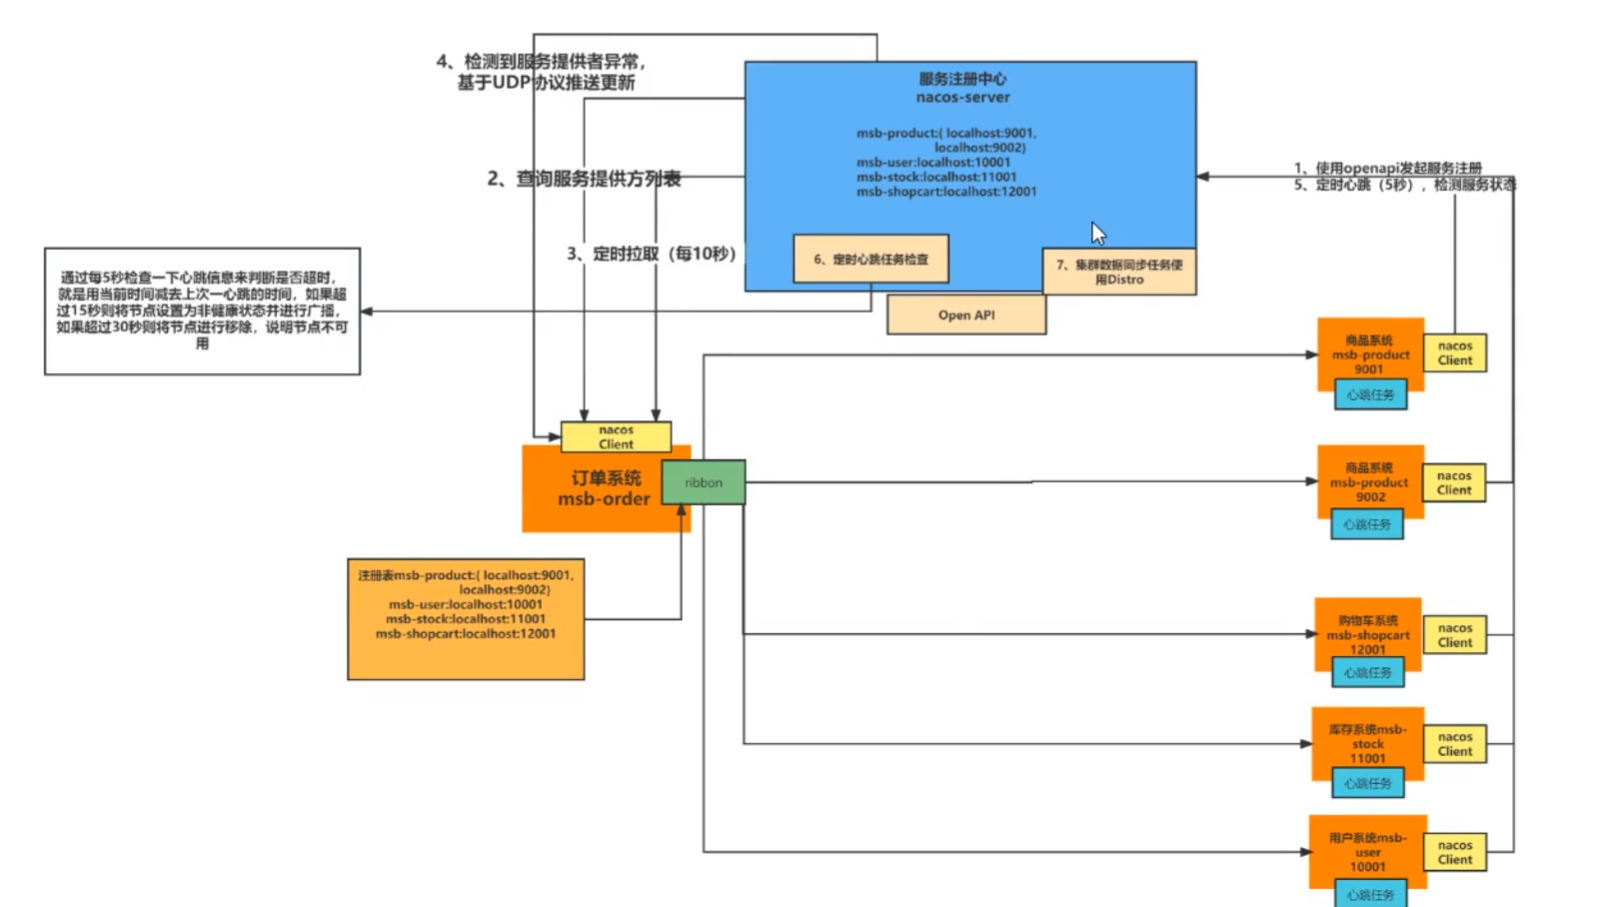 4、检测到服务提供者异常，
基于UDP协议推送更新
服务注册中心
nacos-server
msb-product:( localhost:9001,
localhost:9002)
msb-user:localhost:10001
msb-stock:localhost:11001
msb-shopcart:localhost:12001
1、使用openapi发起服务注册
5、定时心跳（5秒），检测服务状态
2、查询服务提供方列表
3、定时拉取（每10秒）
6、定时心跳任务检查
7、集群数据同步任务使
用Distro
Open API
通过每5秒检查一下心跳信息来判断是否超时，
就是用当前时间减去上次一心跳的时间，如果超
过15秒则将节点设置为非健康状态并进行广播，
如果超过30秒则将节点进行移除，说明节点不可
用
商品系统
msb-product
9001
nacos
Client
心跳任务
nacos
Client
订单系统
msb-order
ribbon
商品系统
msb-product
9002
nacos
Client
心跳任务
注册表msb-product:( localhost:9001,
localhost:9002)
msb-user:localhost:10001
msb-stock:localhost:11001
msb-shopcart:localhost:12001
购物车系统
msb-shopcart
12001
nacos
Client
心跳任务
库存系统msb-
stock
11001
nacos
Client
心跳任务
用户系统msb-
user
10001
nacos
Client
心跳任务